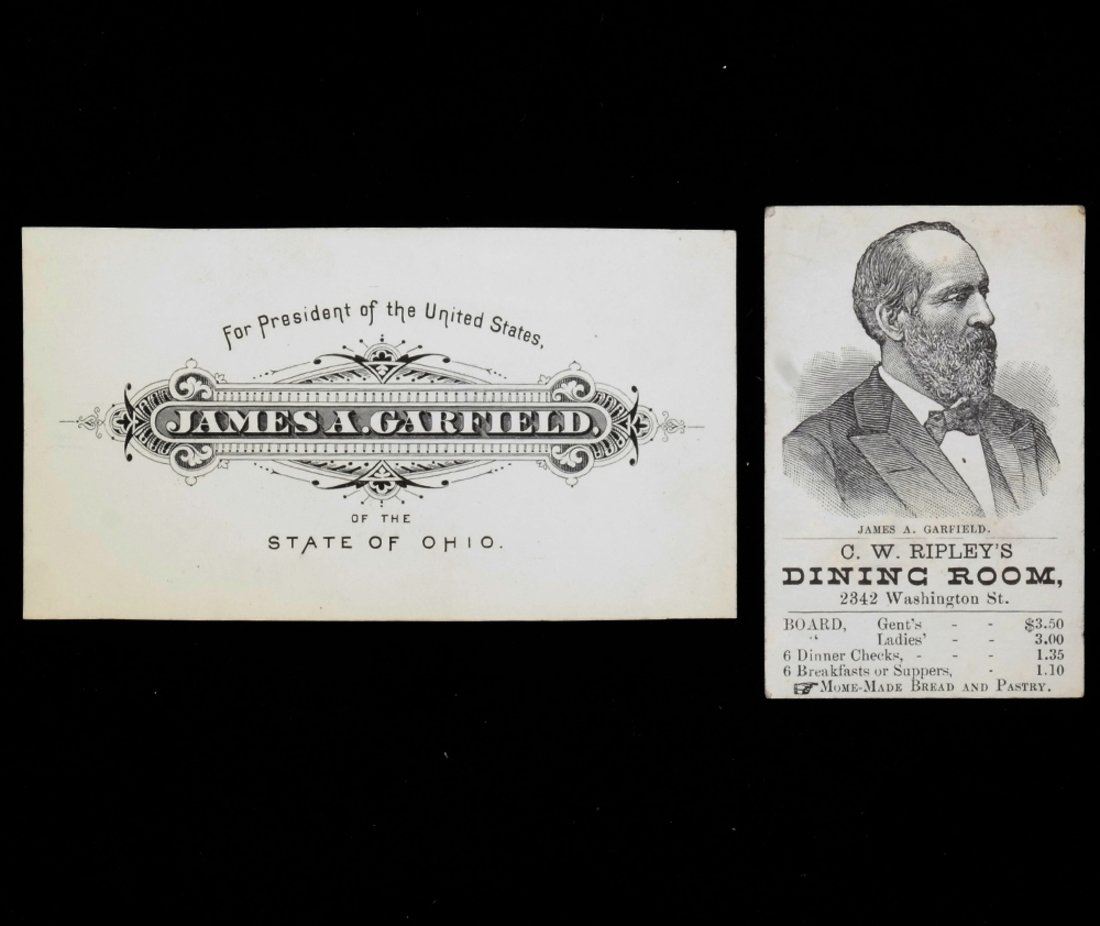 For President of the United States,
JAMES A. GARFIELD,
OF THE
STATE OF OHIO.
JAMES A. GARFIELD.
C. W. RIPLEY'S
DINING ROOM,
2342 Washington St.
BOARD, Gent's - - $3.50
" Ladies' - - 3.00
6 Dinner Checks, - - - 1.35
6 Breakfasts or Suppers, - 1.10
☞MOME-MADE BREAD AND PASTRY.